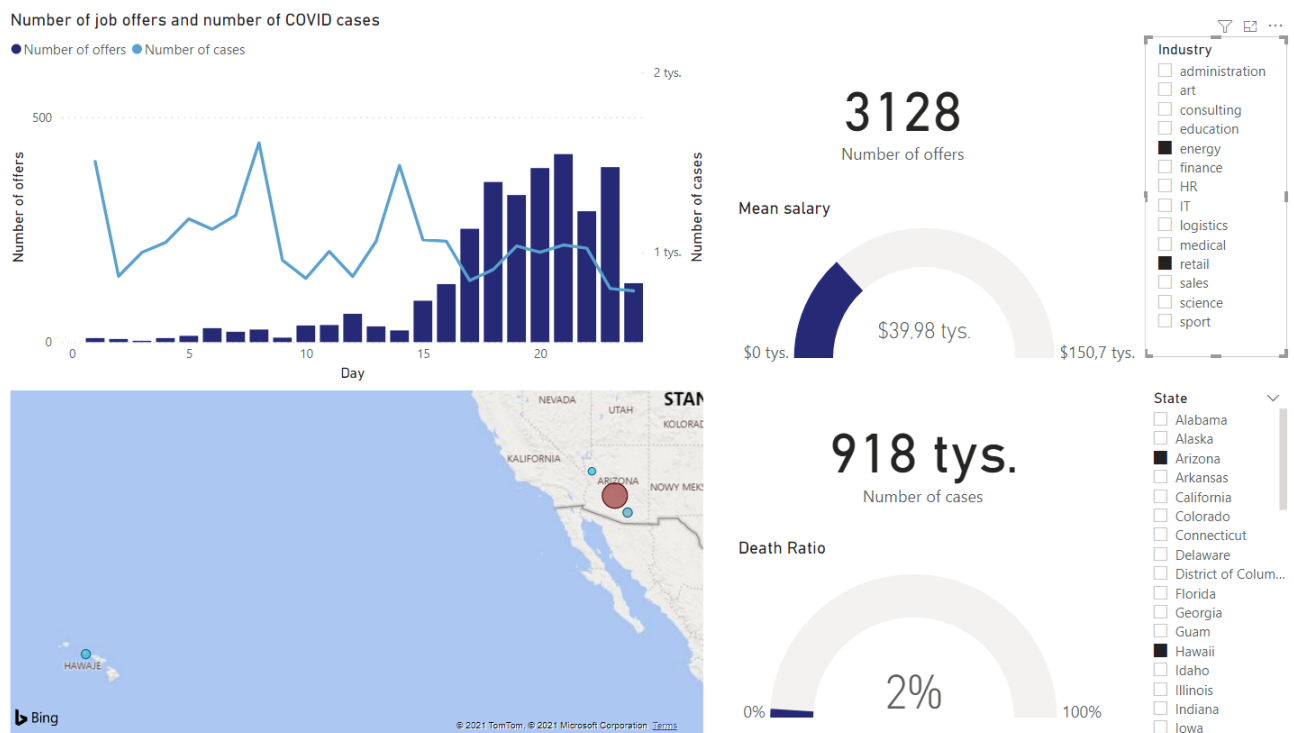 Number of job offers and number of COVID cases
Number of offers Number of cases
2 tys.
500
1 tys.
0
Number of offers
Number of cases
0 5 10 15 20
Day
3128
Number of offers
Mean salary
$39,98 tys.
$0 tys. $150,7 tys.
Industry
administration
art
consulting
education
energy
finance
HR
IT
logistics
medical
retail
sales
science
sport
NEVADA
UTAH
STAN
KOLORAD
KALIFORNIA
ARIZONA
NOWY MEKS
HAWAJE
Bing
© 2021 TomTom, © 2021 Microsoft Corporation Terms
918 tys.
Number of cases
Death Ratio
2%
0% 100%
State
Alabama
Alaska
Arizona
Arkansas
California
Colorado
Connecticut
Delaware
District of Colum...
Florida
Georgia
Guam
Hawaii
Idaho
Illinois
Indiana
Iowa